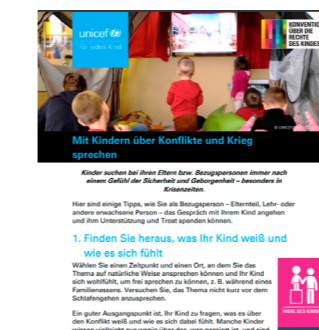 unicef
für jedes Kind
KONVENTION
ÜBER DIE
RECHTE
DES KINDES
Mit Kindern über Konflikte und Krieg
sprechen
Kinder suchen bei ihren Eltern bzw. Bezugspersonen immer nach
einem Gefühl der Sicherheit und Geborgenheit – besonders in
Krisenzeiten.
Hier sind einige Tipps, wie Sie als Bezugsperson – Elternteil, Lehr- oder
andere erwachsene Person – das Gespräch mit Ihrem Kind angehen
und ihm Unterstützung und Trost spenden können.
1. Finden Sie heraus, was Ihr Kind weiß und
wie es sich fühlt
Wählen Sie einen Zeitpunkt und einen Ort, an dem Sie das
Thema auf natürliche Weise ansprechen können und Ihr Kind
sich wohlfühlt, um frei sprechen zu können, z. B. während eines
Familienessens. Versuchen Sie, das Thema nicht kurz vor dem
Schlafengehen anzusprechen.
Ein guter Ausgangspunkt ist, Ihr Kind zu fragen, was es über
den Konflikt weiß und wie es sich dabei fühlt. Manche Kinder